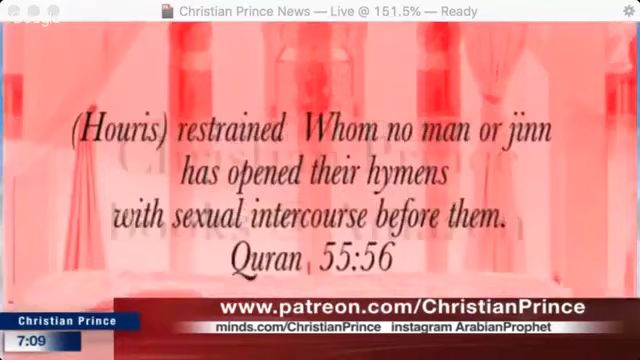 Christian Prince News — Live @ 151.5% — Ready
(Houris) restrained Whom no man or jinn
has opened their hymens
with sexual intercourse before them.
Quran 55:56
www.patreon.com/ChristianPrince
Christian Prince
minds.com/ChristianPrince instagram ArabianProphet
7:09